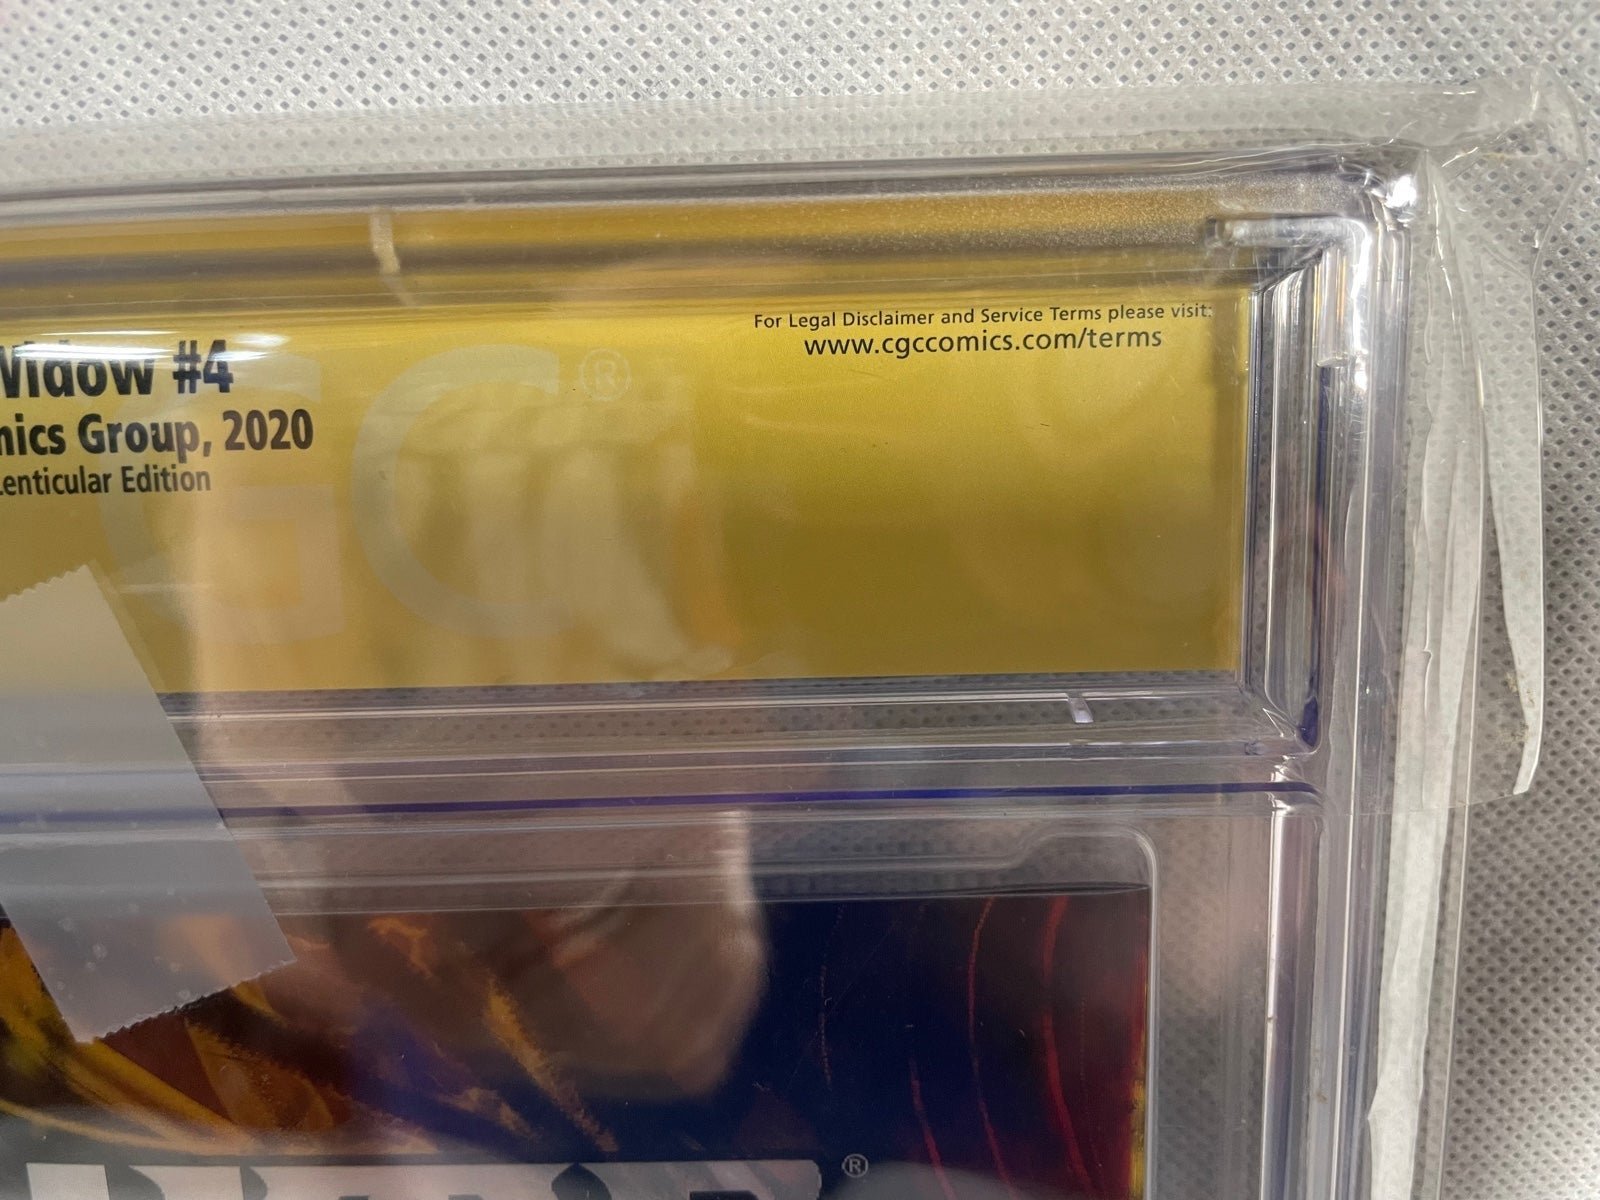 Widow #4
mics Group, 2020
Lenticular Edition
For Legal Disclaimer and Service Terms please visit:
www.cgccomics.com/terms
CGC®
®